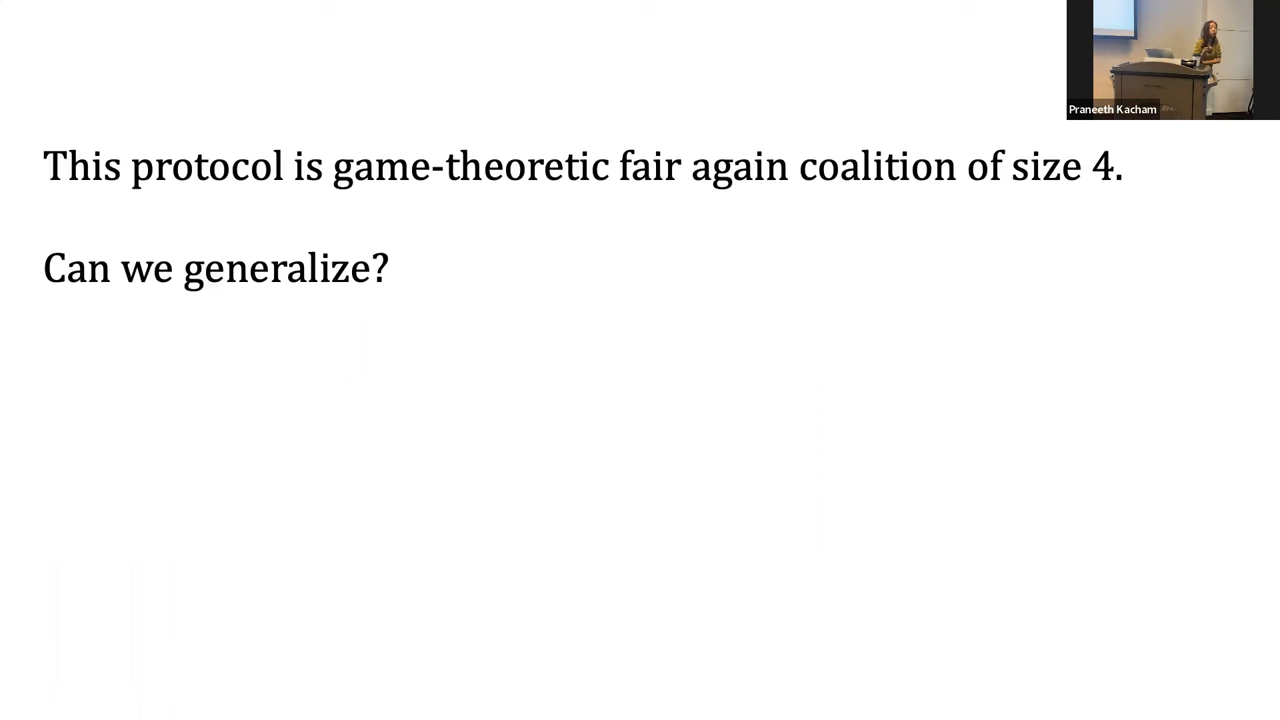 Praneeth Kacham
This protocol is game-theoretic fair again coalition of size 4.
Can we generalize?